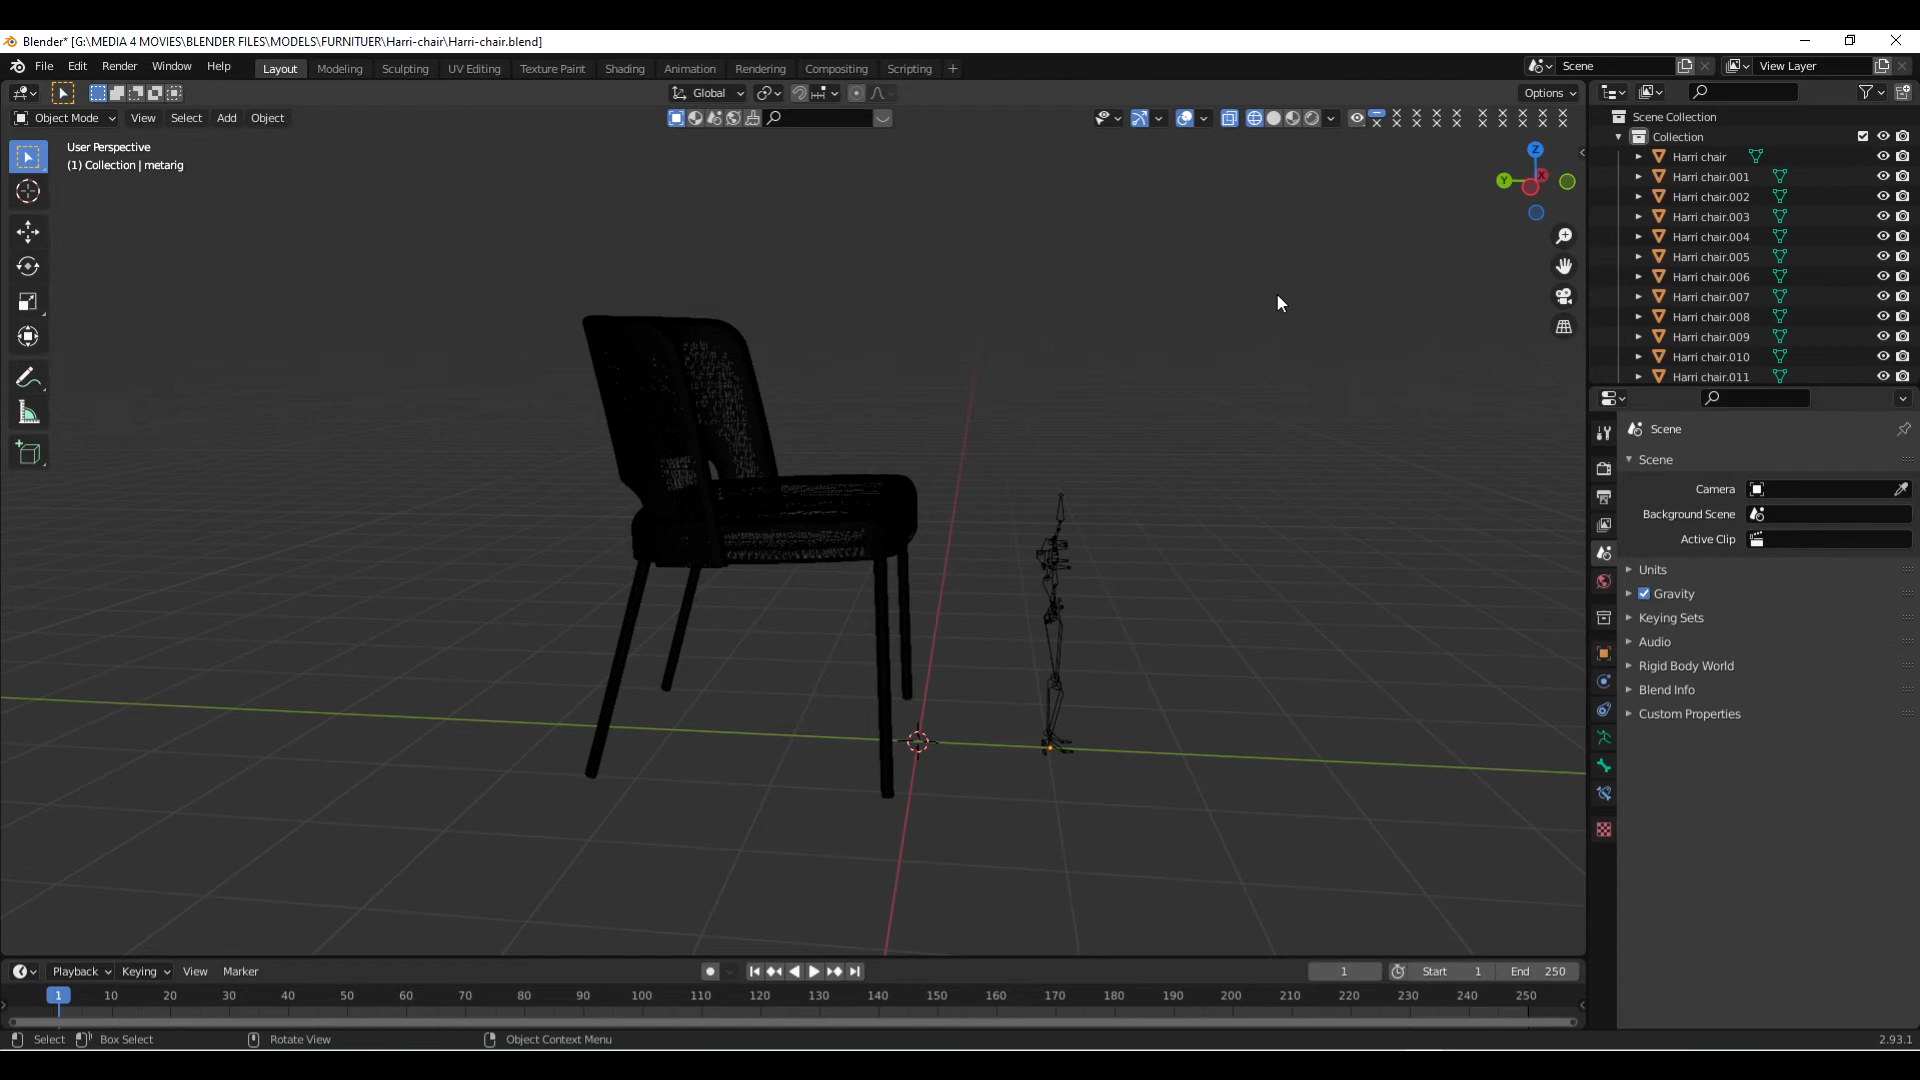 Blender* [G:\MEDIA 4 MOVIES\BLENDER FILES\MODELS\FURNITUER\Harri-chair\Harri-chair.blend]
File Edit Render Window Help
Layout Modeling Sculpting UV Editing Texture Paint Shading Animation Rendering Compositing Scripting +
Scene
View Layer
Global
Options
Object Mode View Select Add Object
User Perspective
(1) Collection | metarig
Z
Y
X
Scene Collection
Collection
Harri chair
Harri chair.001
Harri chair.002
Harri chair.003
Harri chair.004
Harri chair.005
Harri chair.006
Harri chair.007
Harri chair.008
Harri chair.009
Harri chair.010
Harri chair.011
Scene
Scene
Camera
Background Scene
Active Clip
Units
Gravity
Keying Sets
Audio
Rigid Body World
Blend Info
Custom Properties
Playback Keying View Marker
1 Start 1 End 250
1 10 20 30 40 50 60 70 80 90 100 110 120 130 140 150 160 170 180 190 200 210 220 230 240 250
Select Box Select Rotate View Object Context Menu 2.93.1